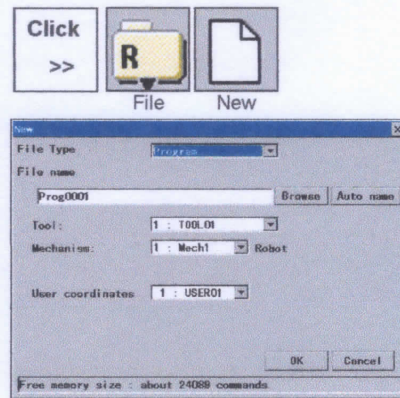 Click
>>
R
File New
New
File Type Program
File name
Prog0001 Browse Auto name
Tool: 1 : TOOL01
Mechanism: 1 : Mech1 Robot
User coordinates 1 : USER01
OK Cancel
Free memory size : about 24088 commands